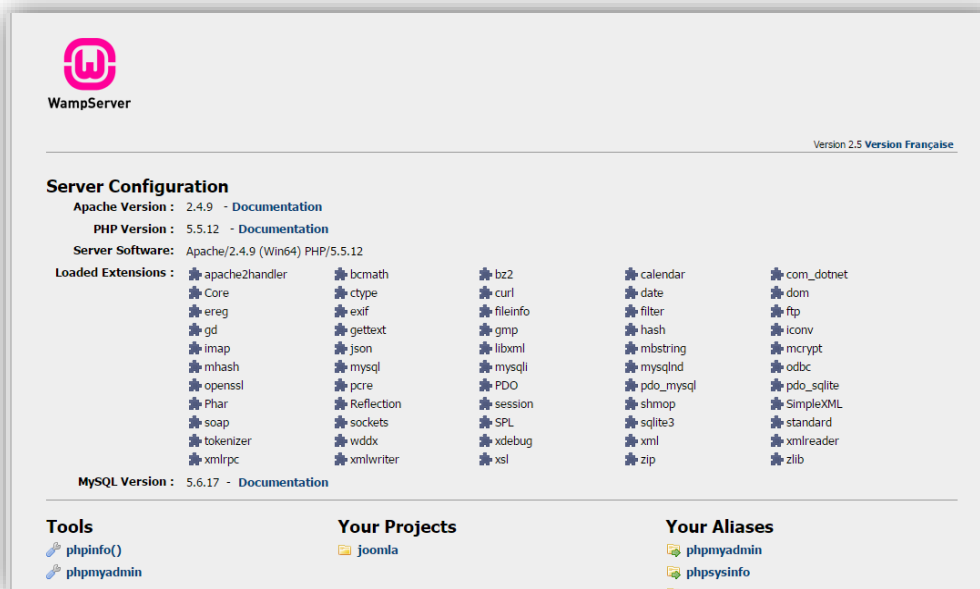 WampServer
Version 2.5 Version Française
Server Configuration
Apache Version : 2.4.9 - Documentation
PHP Version : 5.5.12 - Documentation
Server Software: Apache/2.4.9 (Win64) PHP/5.5.12
Loaded Extensions : apache2handler bcmath bz2 calendar com_dotnet
Core ctype curl date dom
ereg exif fileinfo filter ftp
gd gettext gmp hash iconv
imap json libxml mbstring mcrypt
mhash mysql mysqli mysqlnd odbc
openssl pcre PDO pdo_mysql pdo_sqlite
Phar Reflection session shmop SimpleXML
soap sockets SPL sqlite3 standard
tokenizer wddx xdebug xml xmlreader
xmlrpc xmlwriter xsl zip zlib
MySQL Version : 5.6.17 - Documentation
Tools Your Projects Your Aliases
phpinfo() joomla phpmyadmin
phpmyadmin phpsysinfo